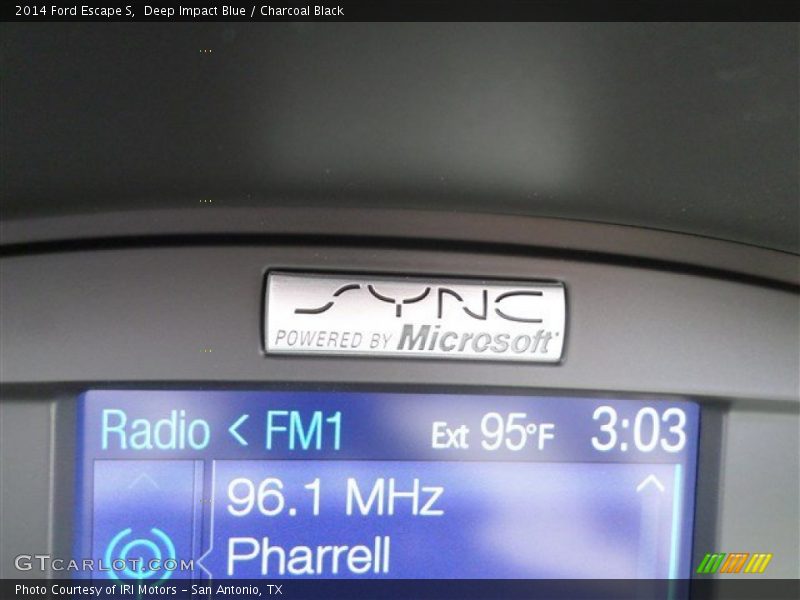 2014 Ford Escape S, Deep Impact Blue / Charcoal Black
SYNC
POWERED BY Microsoft
Radio < FM1 Ext 95°F 3:03
96.1 MHz
Pharrell
GTCARLOT.COM
Photo Courtesy of IRI Motors - San Antonio, TX